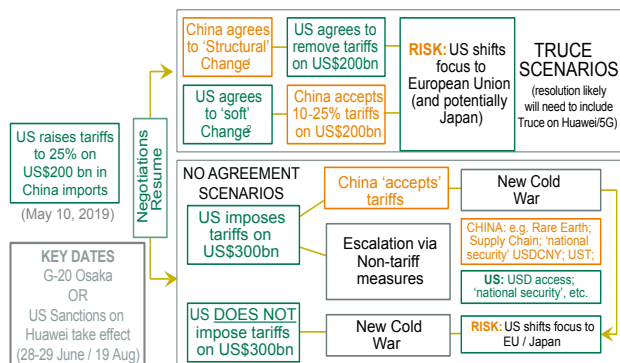 US raises tariffs
to 25% on
US$200 bn in
China imports
(May 10, 2019)
KEY DATES
G-20 Osaka
OR
US Sanctions on
Huawei take effect
(28-29 June / 19 Aug)
Negotiations
Resume
China agrees
to ‘Structural’
Change1
US agrees to
remove tariffs
on US$200bn
US agrees
to ‘soft’
Change2
China accepts
10-25% tariffs
on US$200bn
RISK: US shifts
focus to
European Union
(and potentially
Japan)
TRUCE
SCENARIOS
(resolution likely
will need to include
Truce on Huawei/5G)
NO AGREEMENT
SCENARIOS
US imposes
tariffs on
US$300bn
China ‘accepts’
tariffs
New Cold
War
Escalation via
Non-tariff
measures
CHINA: e.g. Rare Earth;
Supply Chain; ‘national
security’ USDCNY; UST;
US: USD access;
‘national security’, etc.
US DOES NOT
impose tariffs
on US$300bn
New Cold
War
RISK: US shifts focus to
EU / Japan